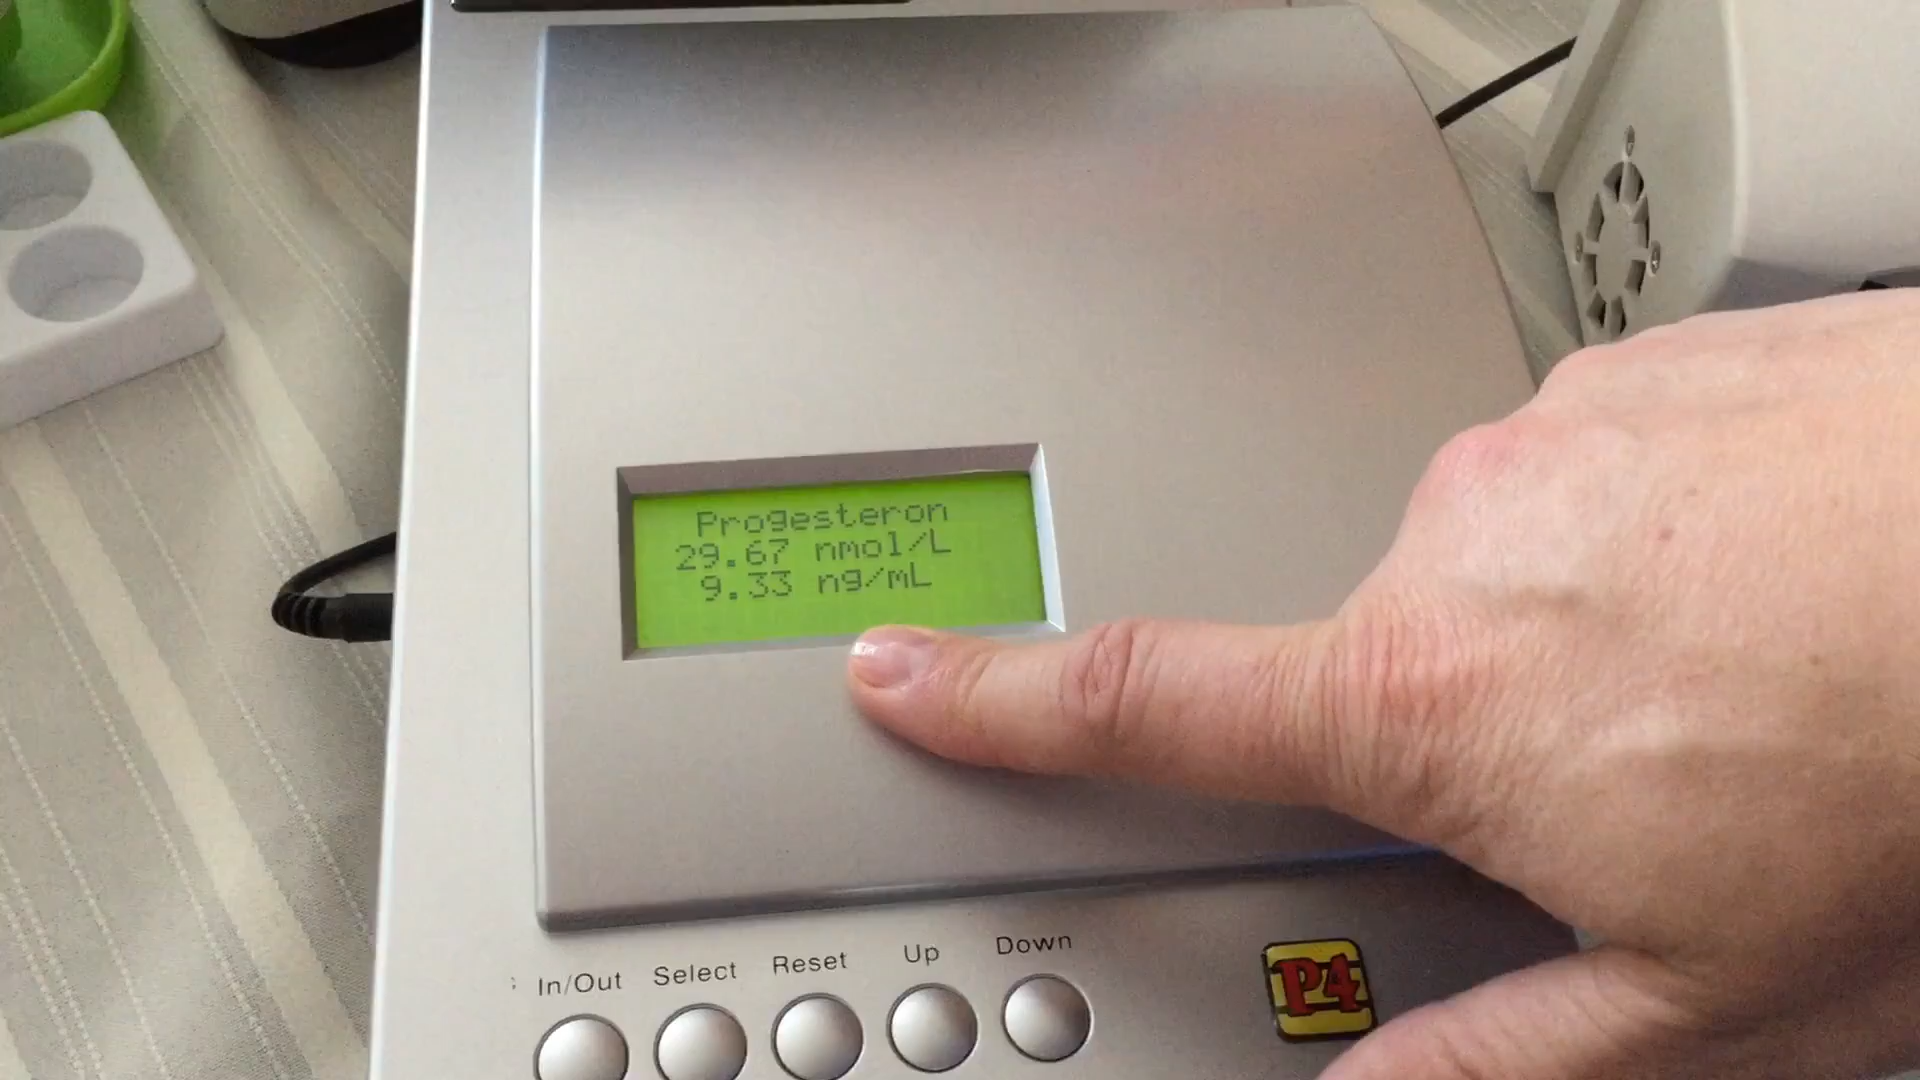 Progesteron
29.67 nmol/L
9.33 ng/mL
In/Out Select Reset Up Down
P4